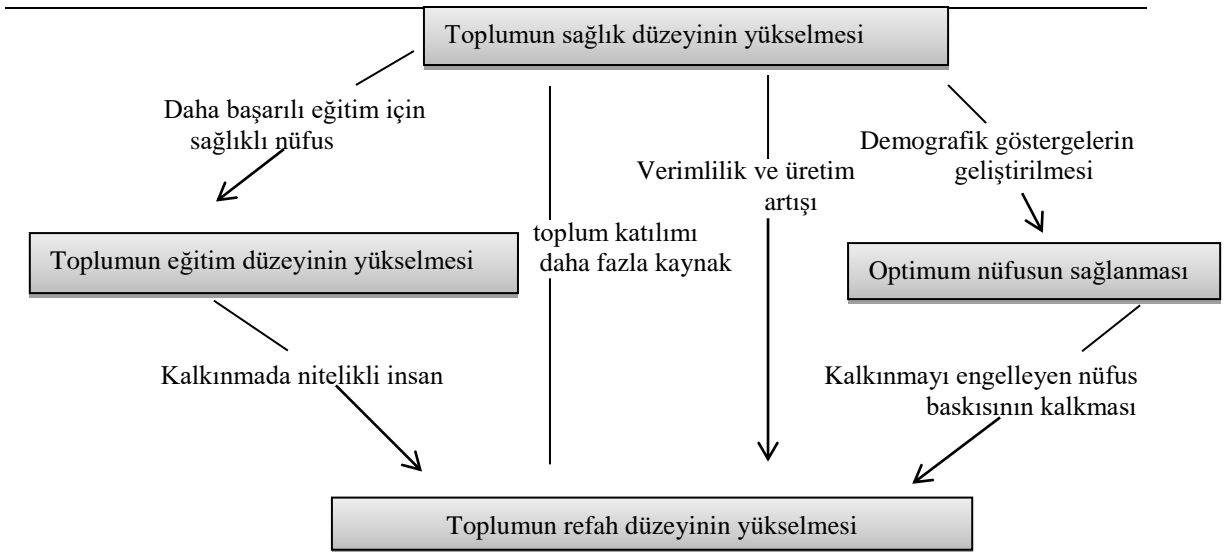 Toplumun sağlık düzeyinin yükselmesi
Daha başarılı eğitim için
sağlıklı nüfus
Verimlilik ve üretim
artışı
Demografik göstergelerin
geliştirilmesi
toplum katılımı
daha fazla kaynak
Toplumun eğitim düzeyinin yükselmesi
Optimum nüfusun sağlanması
Kalkınmada nitelikli insan
Kalkınmayı engelleyen nüfus
baskısının kalkması
Toplumun refah düzeyinin yükselmesi